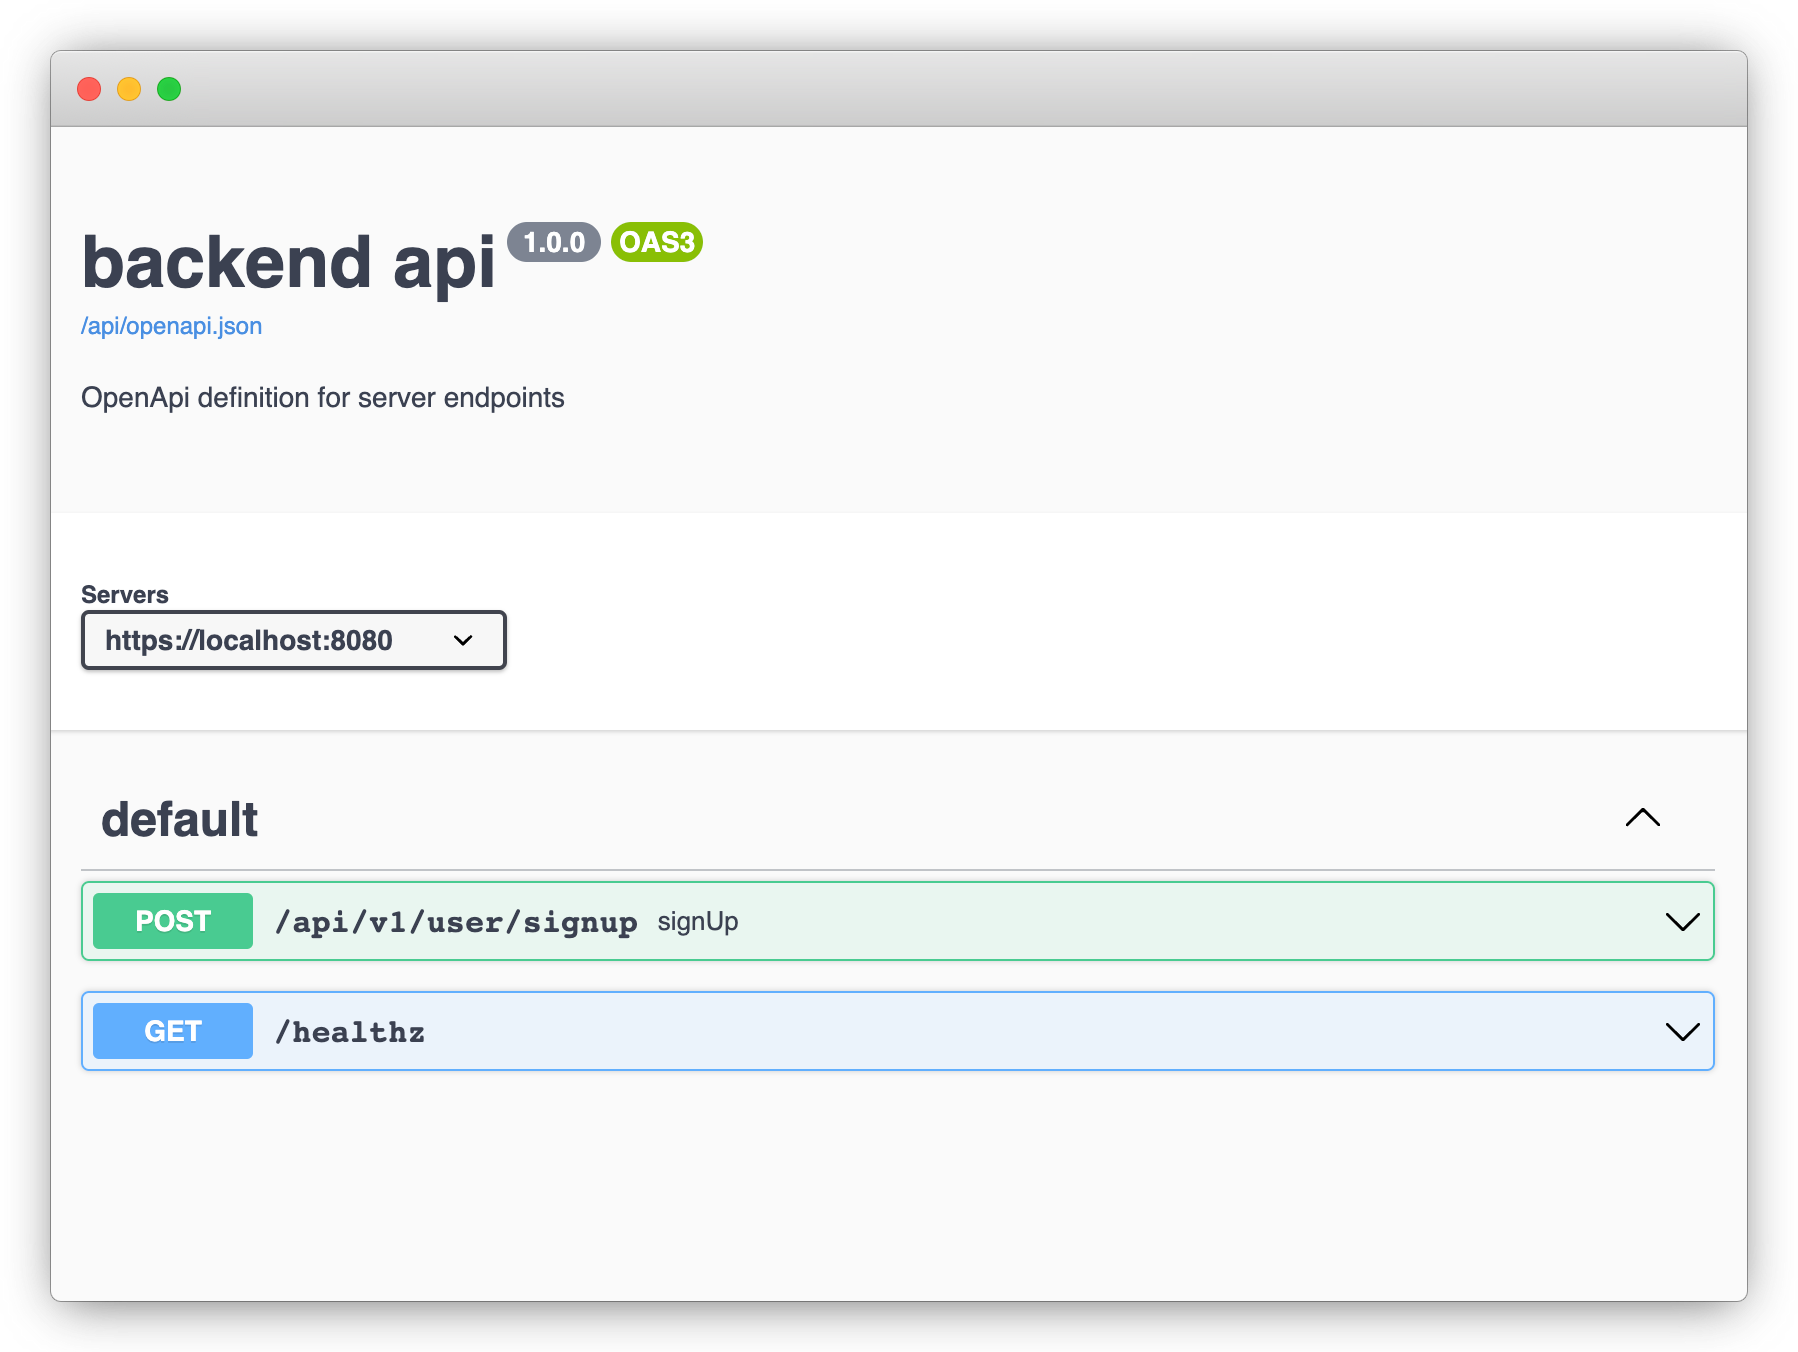 backend api 1.0.0 OAS3
/api/openapi.json
OpenApi definition for server endpoints
Servers
https://localhost:8080
default
POST /api/v1/user/signup signUp
GET /healthz